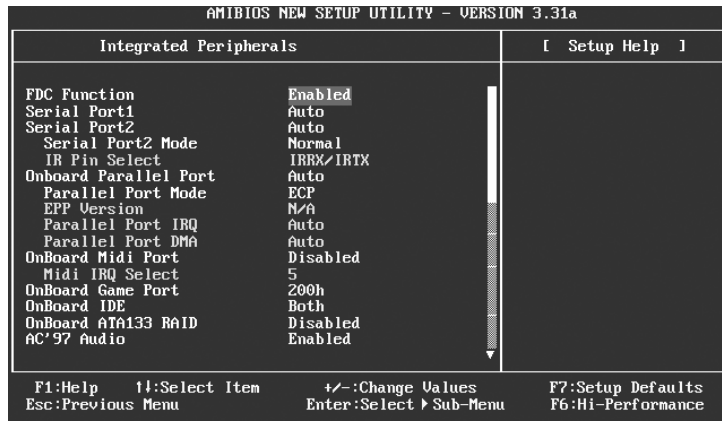 AMIBIOS NEW SETUP UTILITY - VERSION 3.31a
Integrated Peripherals
[ Setup Help ]
FDC Function Enabled
Serial Port1 Auto
Serial Port2 Auto
Serial Port2 Mode Normal
IR Pin Select IRRX/IRTX
Onboard Parallel Port Auto
Parallel Port Mode ECP
EPP Version N/A
Parallel Port IRQ Auto
Parallel Port DMA Auto
OnBoard Midi Port Disabled
Midi IRQ Select 5
OnBoard Game Port 200h
OnBoard IDE Both
OnBoard ATA133 RAID Disabled
AC'97 Audio Enabled
F1:Help ↑↓:Select Item +/-:Change Values F7:Setup Defaults
Esc:Previous Menu Enter:Select ▶ Sub-Menu F6:Hi-Performance